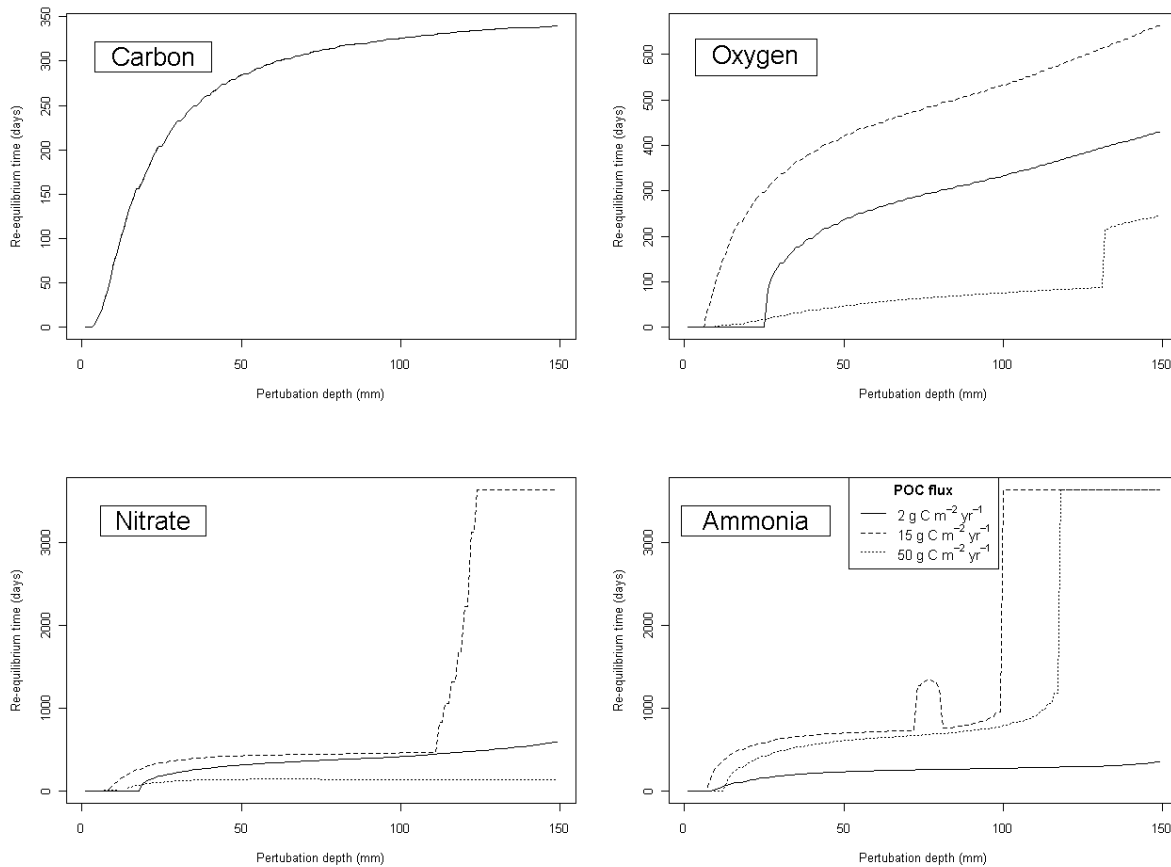 Carbon
Re-equilibrium time (days)
0 50 100 150 200 250 300 350
0 50 100 150
Pertubation depth (mm)
Oxygen
Re-equilibrium time (days)
0 100 200 300 400 500 600
0 50 100 150
Pertubation depth (mm)
Nitrate
Re-equilibrium time (days)
0 1000 2000 3000
0 50 100 150
Pertubation depth (mm)
Ammonia
POC flux
2 g C m⁻² yr⁻¹
15 g C m⁻² yr⁻¹
50 g C m⁻² yr⁻¹
Re-equilibrium time (days)
0 1000 2000 3000
0 50 100 150
Pertubation depth (mm)